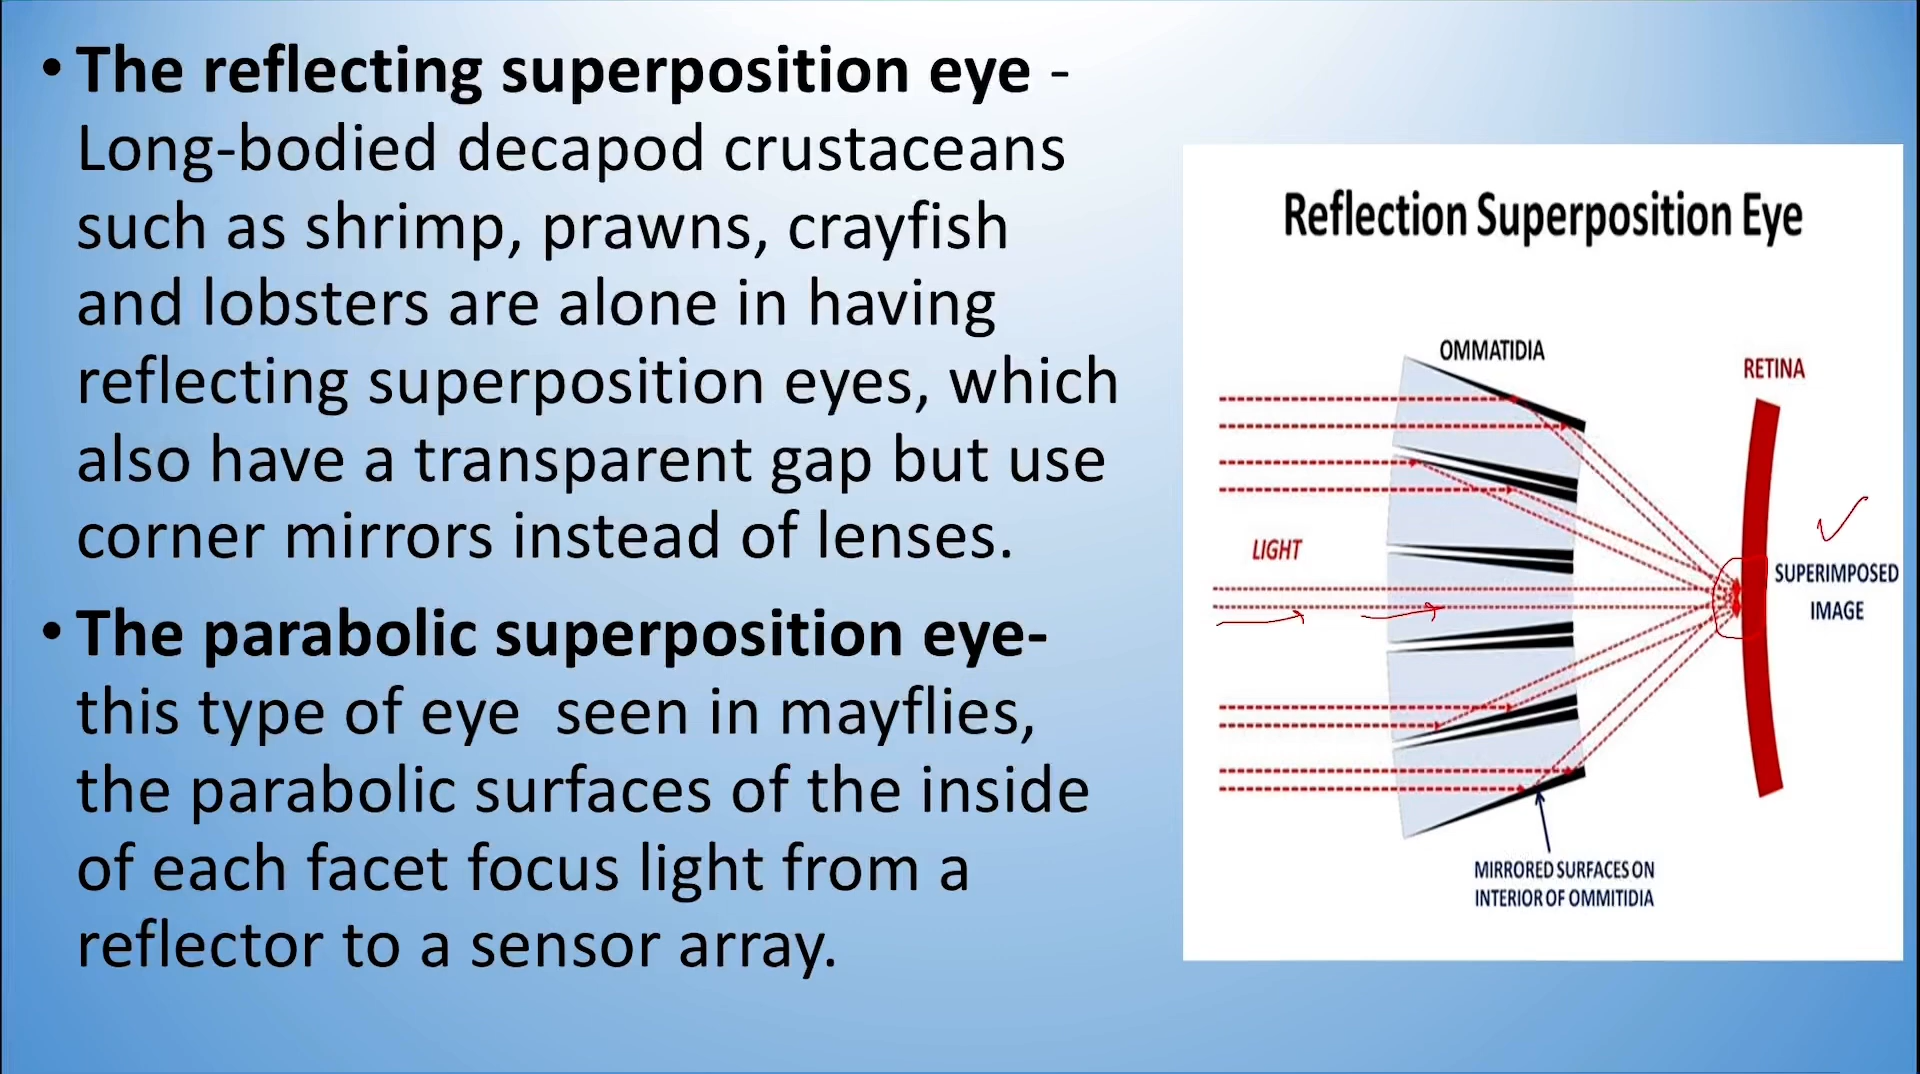 • The reflecting superposition eye -
Long-bodied decapod crustaceans
such as shrimp, prawns, crayfish
and lobsters are alone in having
reflecting superposition eyes, which
also have a transparent gap but use
corner mirrors instead of lenses.
• The parabolic superposition eye-
this type of eye  seen in mayflies,
the parabolic surfaces of the inside
of each facet focus light from a
reflector to a sensor array.
Reflection Superposition Eye
OMMATIDIA
RETINA
LIGHT
SUPERIMPOSED
IMAGE
MIRRORED SURFACES ON
INTERIOR OF OMMITIDIA